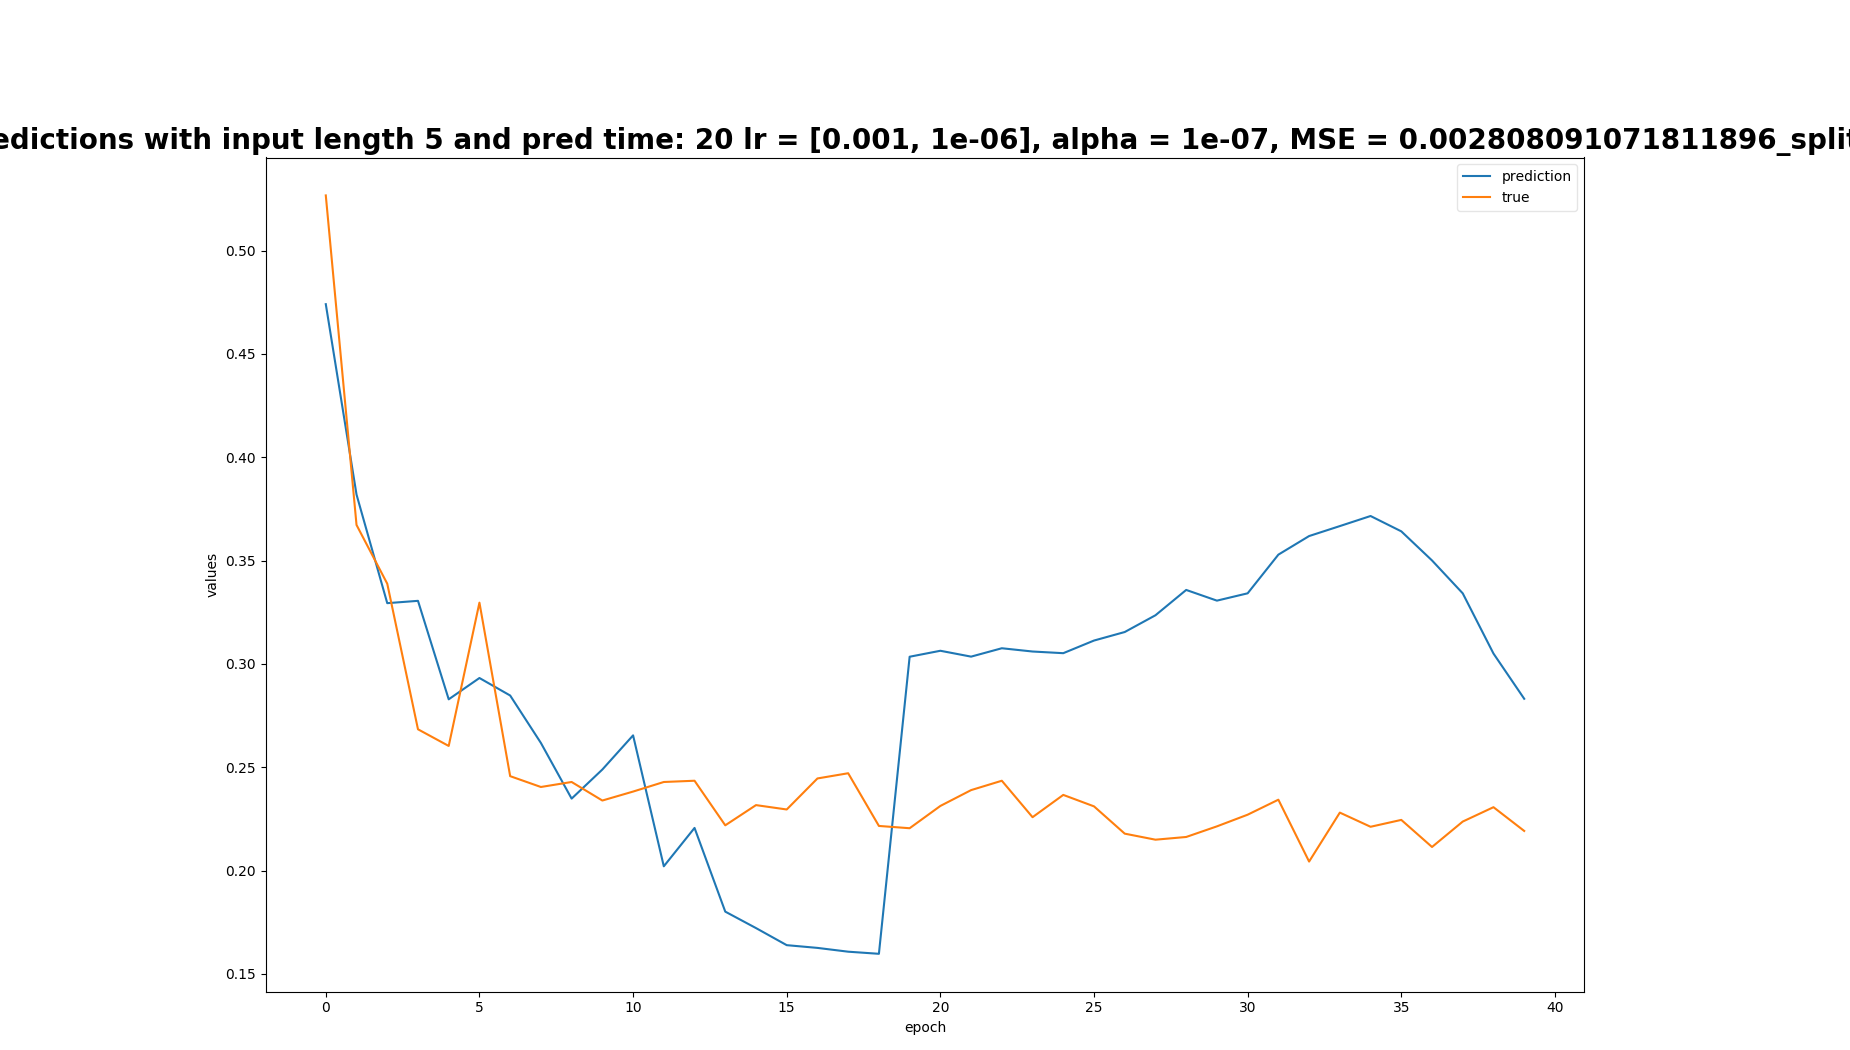 edictions with input length 5 and pred time: 20 lr = [0.001, 1e-06], alpha = 1e-07, MSE = 0.002808091071811896_split
prediction
true
0.50
0.45
0.40
0.35
0.30
0.25
0.20
0.15
values
0 5 10 15 20 25 30 35 40
epoch